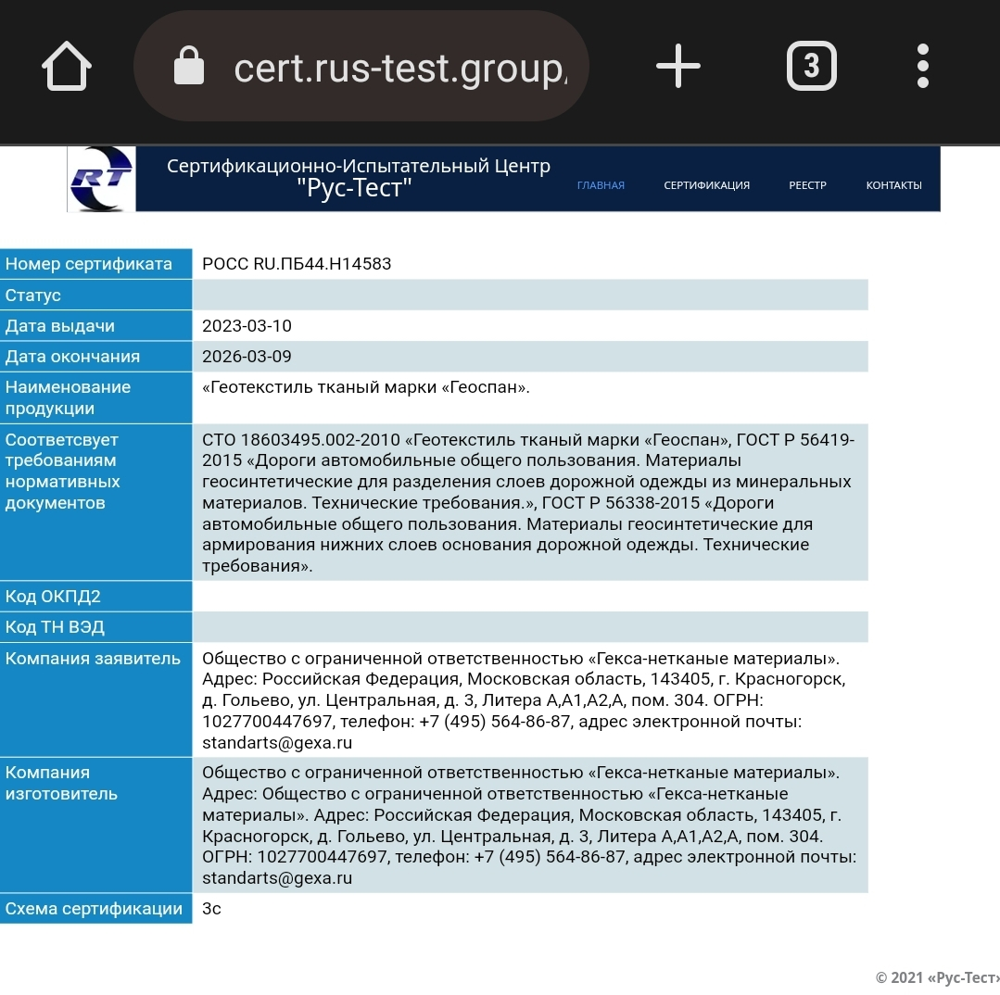 cert.rus-test.group
3
RT
Сертификационно-Испытательный Центр
"Рус-Тест"
ГЛАВНАЯ СЕРТИФИКАЦИЯ РЕЕСТР КОНТАКТЫ
Номер сертификата РОСС RU.ПБ44.Н14583
Статус
Дата выдачи 2023-03-10
Дата окончания 2026-03-09
Наименование
продукции
«Геотекстиль тканый марки «Геоспан».
Соответсвует
требованиям
нормативных
документов
СТО 18603495.002-2010 «Геотекстиль тканый марки «Геоспан», ГОСТ Р 56419-
2015 «Дороги автомобильные общего пользования. Материалы
геосинтетические для разделения слоев дорожной одежды из минеральных
материалов. Технические требования.», ГОСТ Р 56338-2015 «Дороги
автомобильные общего пользования. Материалы геосинтетические для
армирования нижних слоев основания дорожной одежды. Технические
требования».
Код ОКПД2
Код ТН ВЭД
Компания заявитель
Общество с ограниченной ответственностью «Гекса-нетканые материалы».
Адрес: Российская Федерация, Московская область, 143405, г. Красногорск,
д. Гольево, ул. Центральная, д. 3, Литера А,А1,А2,А, пом. 304. ОГРН:
1027700447697, телефон: +7 (495) 564-86-87, адрес электронной почты:
standarts@gexa.ru
Компания
изготовитель
Общество с ограниченной ответственностью «Гекса-нетканые материалы».
Адрес: Общество с ограниченной ответственностью «Гекса-нетканые
материалы». Адрес: Российская Федерация, Московская область, 143405, г.
Красногорск, д. Гольево, ул. Центральная, д. 3, Литера А,А1,А2,А, пом. 304.
ОГРН: 1027700447697, телефон: +7 (495) 564-86-87, адрес электронной почты:
standarts@gexa.ru
Схема сертификации 3с
© 2021 «Рус-Тест»